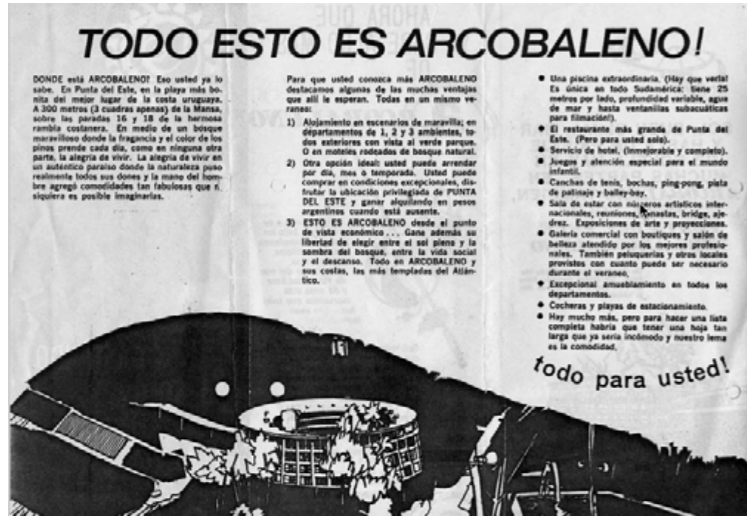 TODO ESTO ES ARCOBALENO!
DONDE está ARCOBALENO? Eso usted ya lo
sabe. En Punta del Este, en la playa más bo-
nita del mejor lugar de la costa uruguaya.
A 300 metros (3 cuadras apenas) de la Mansa,
sobre las paradas 16 y 18 de la hermosa
rambla costanera. En medio de un bosque
maravilloso donde la fragancia y el color de los
pinos prende cada día, como en ninguna otra
parte, la alegría de vivir. La alegría de vivir en
un auténtico paraíso donde la naturaleza puso
realmente todos sus dones y la mano del hom-
bre agregó comodidades tan fabulosas que ni
siquiera es posible imaginarlas.
Para que usted conozca más ARCOBALENO
destacamos algunas de las muchas ventajas
que allí le esperan. Todas en un mismo ve-
rano:
1) Alojamiento en escenarios de maravilla; en
departamentos de 1, 2 y 3 ambientes, to-
dos exteriores con vista al verde parque.
O en moteles rodeados de bosque natural.
2) Otra opción ideal: usted puede arrendar
por día, mes o temporada. Usted puede
comprar en condiciones excepcionales, dis-
frutar la ubicación privilegiada de PUNTA
DEL ESTE y ganar alquilando en pesos
argentinos cuando está ausente.
3) ESTO ES ARCOBALENO desde el punto
de vista económico... Gane además su
libertad de elegir entre el sol pleno y la
sombra del bosque, entre la vida social
y el descanso. Todo en ARCOBALENO y
sus costas, las más templadas del Atlán-
tico.
Una piscina extraordinaria. (Hay que verla!
Es única en todo Sudamérica: tiene 25
metros por lado, profundidad variable, agua
de mar y hasta ventanillas subacuáticas
para filmación!).
El restaurante más grande de Punta del
Este. (Pero para usted solo).
Servicio de hotel, (Inmejorable y completo).
Juegos y atención especial para el mundo
infantil.
Canchas de tenis, bochas, ping-pong, pista
de patinaje y balley-bay.
Sala de estar con números artísticos inter-
nacionales, reuniones, canastas, bridge, aje-
drez. Exposiciones de arte y proyecciones.
Galería comercial con boutiques y salón de
belleza atendido por los mejores profesio-
nales. También peluquerías y otros locales
provistos con cuanto puede ser necesario
durante el veraneo.
Excepcional amueblamiento en todos los
departamentos.
Cocheras y playas de estacionamiento.
Hay mucho más, pero para hacer una lista
completa habría que tener una hoja tan
larga que ya sería incómodo y nuestro lema
es la comodidad.
todo para usted!